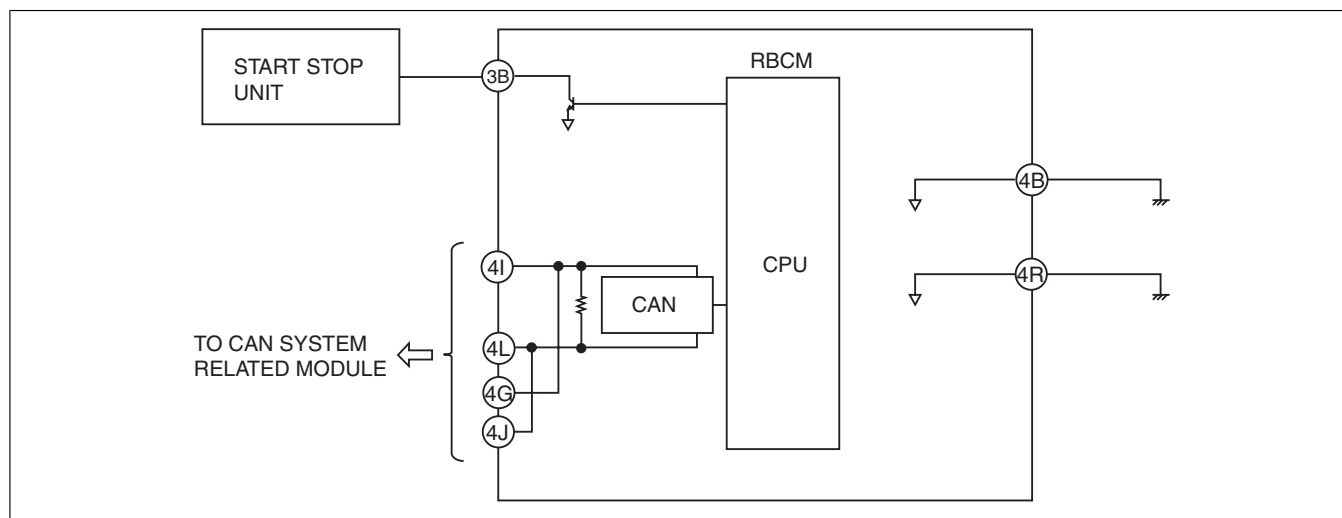 START STOP
UNIT
3B
RBCM
4B
4I
CPU
4R
CAN
TO CAN SYSTEM
RELATED MODULE
4L
4G
4J